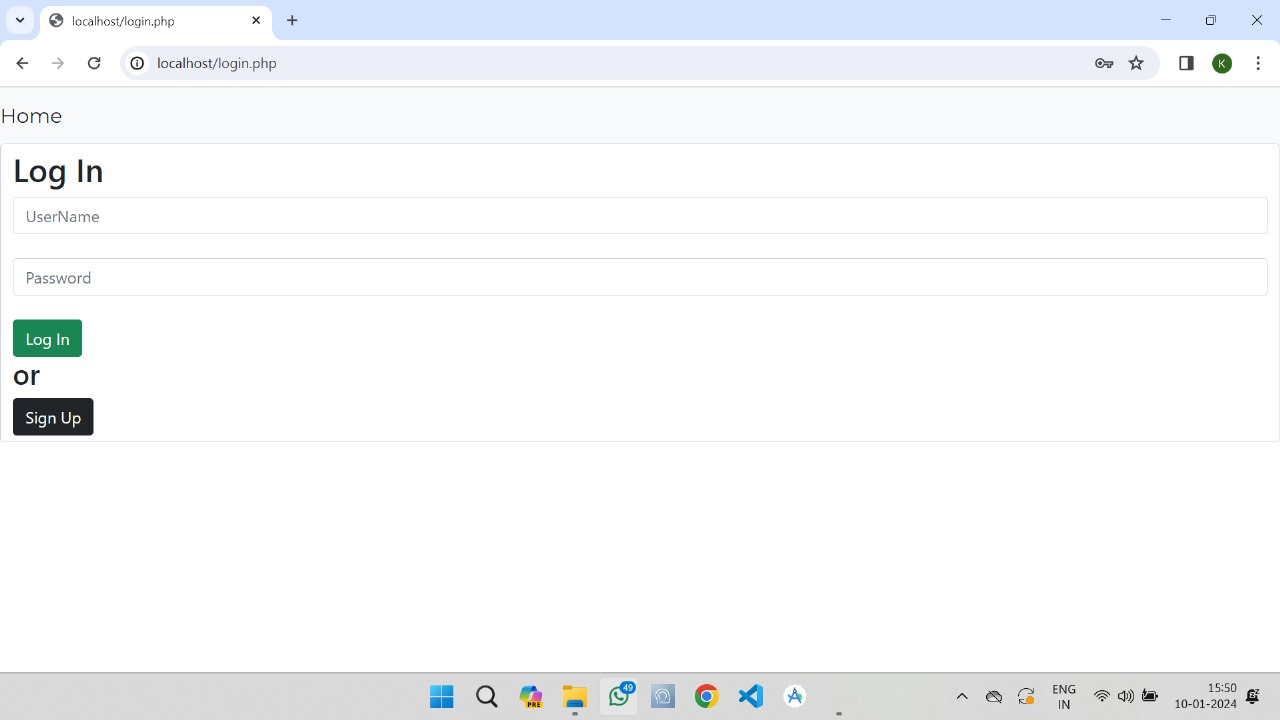 localhost/login.php
localhost/login.php
K
Home
Log In
UserName
Password
Log In
or
Sign Up
PRE
49
ENG
IN
15:50
10-01-2024